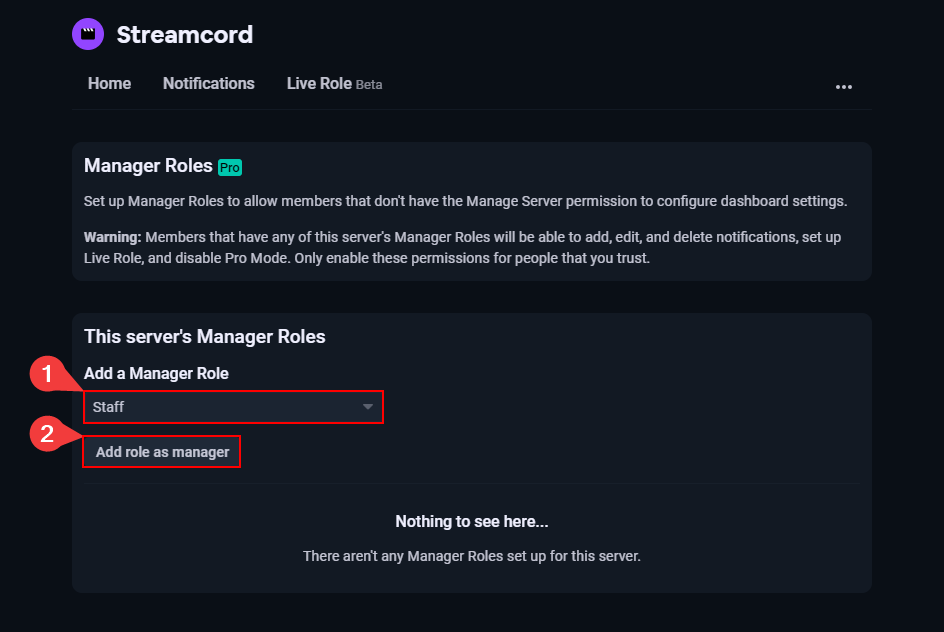 Streamcord
Home Notifications Live Role Beta
Manager Roles Pro
Set up Manager Roles to allow members that don't have the Manage Server permission to configure dashboard settings.
Warning: Members that have any of this server's Manager Roles will be able to add, edit, and delete notifications, set up
Live Role, and disable Pro Mode. Only enable these permissions for people that you trust.
This server's Manager Roles
Add a Manager Role
1
Staff
2
Add role as manager
Nothing to see here...
There aren't any Manager Roles set up for this server.